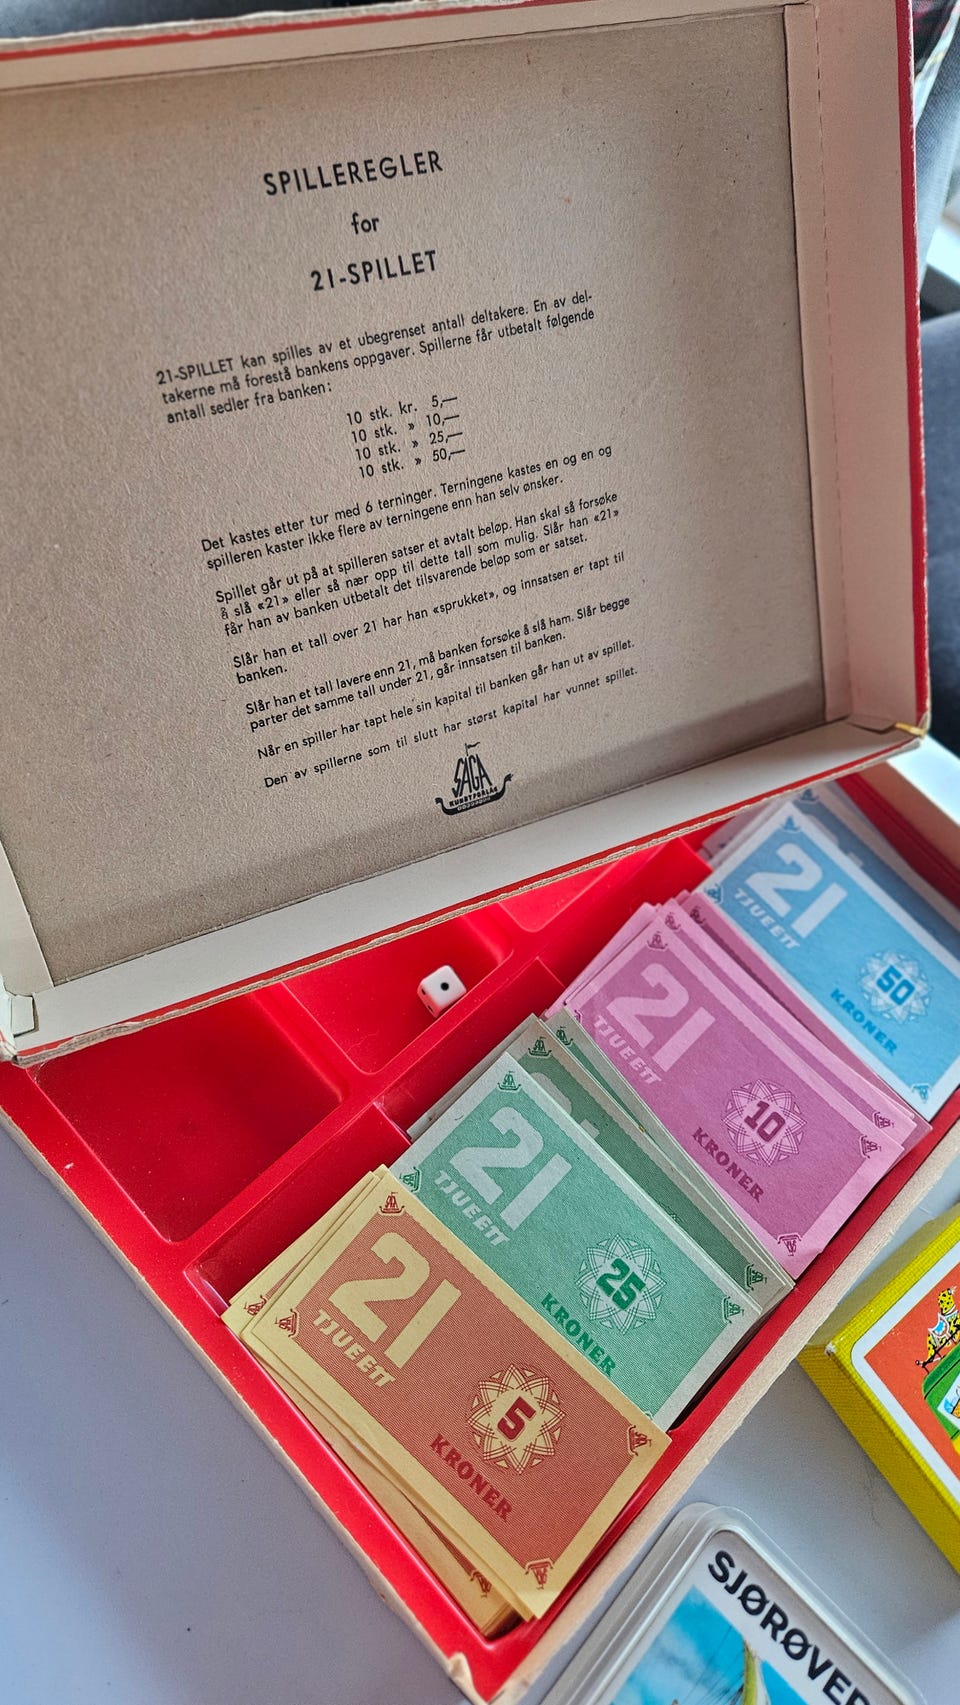 SPILLEREGLER
for
21-SPILLET
21-SPILLET kan spilles av et ubegrenset antall deltakere. En av del-
takerne må forestå bankens oppgaver. Spillerne får utbetalt følgende
antall sedler fra banken:
10 stk. kr. 5,—
10 stk. » 10,—
10 stk. » 25,—
10 stk. » 50,—
Det kastes etter tur med 6 terninger. Terningene kastes en og en og
spilleren kaster ikke flere av terningene enn han selv ønsker.
Spillet går ut på at spilleren satser et avtalt beløp. Han skal så forsøke
å slå «21» eller så nær opp til dette tall som mulig. Slår han «21»
får han av banken utbetalt det tilsvarende beløp som er satset.
Slår han et tall over 21 har han «sprukket», og innsatsen er tapt til
banken.
Slår han et tall lavere enn 21, må banken forsøke å slå ham. Slår begge
parter det samme tall under 21, går innsatsen til banken.
Når en spiller har tapt hele sin kapital til banken går han ut av spillet.
Den av spillerne som til slutt har størst kapital har vunnet spillet.
SAGA
KUNSTFORLAG
21
TJUEETT
50
KRONER
21
TJUEETT
10
KRONER
21
TJUEETT
25
KRONER
21
TJUEETT
5
KRONER
SJØRØVER